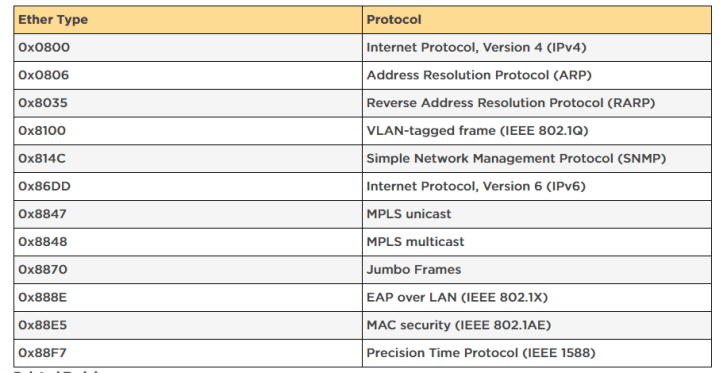 Ether Type Protocol
0x0800 Internet Protocol, Version 4 (IPv4)
0x0806 Address Resolution Protocol (ARP)
0x8035 Reverse Address Resolution Protocol (RARP)
0x8100 VLAN-tagged frame (IEEE 802.1Q)
0x814C Simple Network Management Protocol (SNMP)
0x86DD Internet Protocol, Version 6 (IPv6)
0x8847 MPLS unicast
0x8848 MPLS multicast
0x8870 Jumbo Frames
0x888E EAP over LAN (IEEE 802.1X)
0x88E5 MAC security (IEEE 802.1AE)
0x88F7 Precision Time Protocol (IEEE 1588)